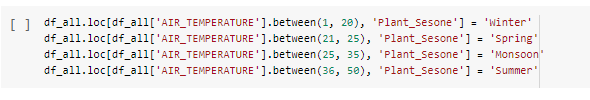 [ ] df_all.loc[df_all['AIR_TEMPERATURE'].between(1, 20), 'Plant_Sesone'] = 'Winter'
df_all.loc[df_all['AIR_TEMPERATURE'].between(21, 25), 'Plant_Sesone'] = 'Spring'
df_all.loc[df_all['AIR_TEMPERATURE'].between(25, 35), 'Plant_Sesone'] = 'Monsoon'
df_all.loc[df_all['AIR_TEMPERATURE'].between(36, 50), 'Plant_Sesone'] = 'Summer'